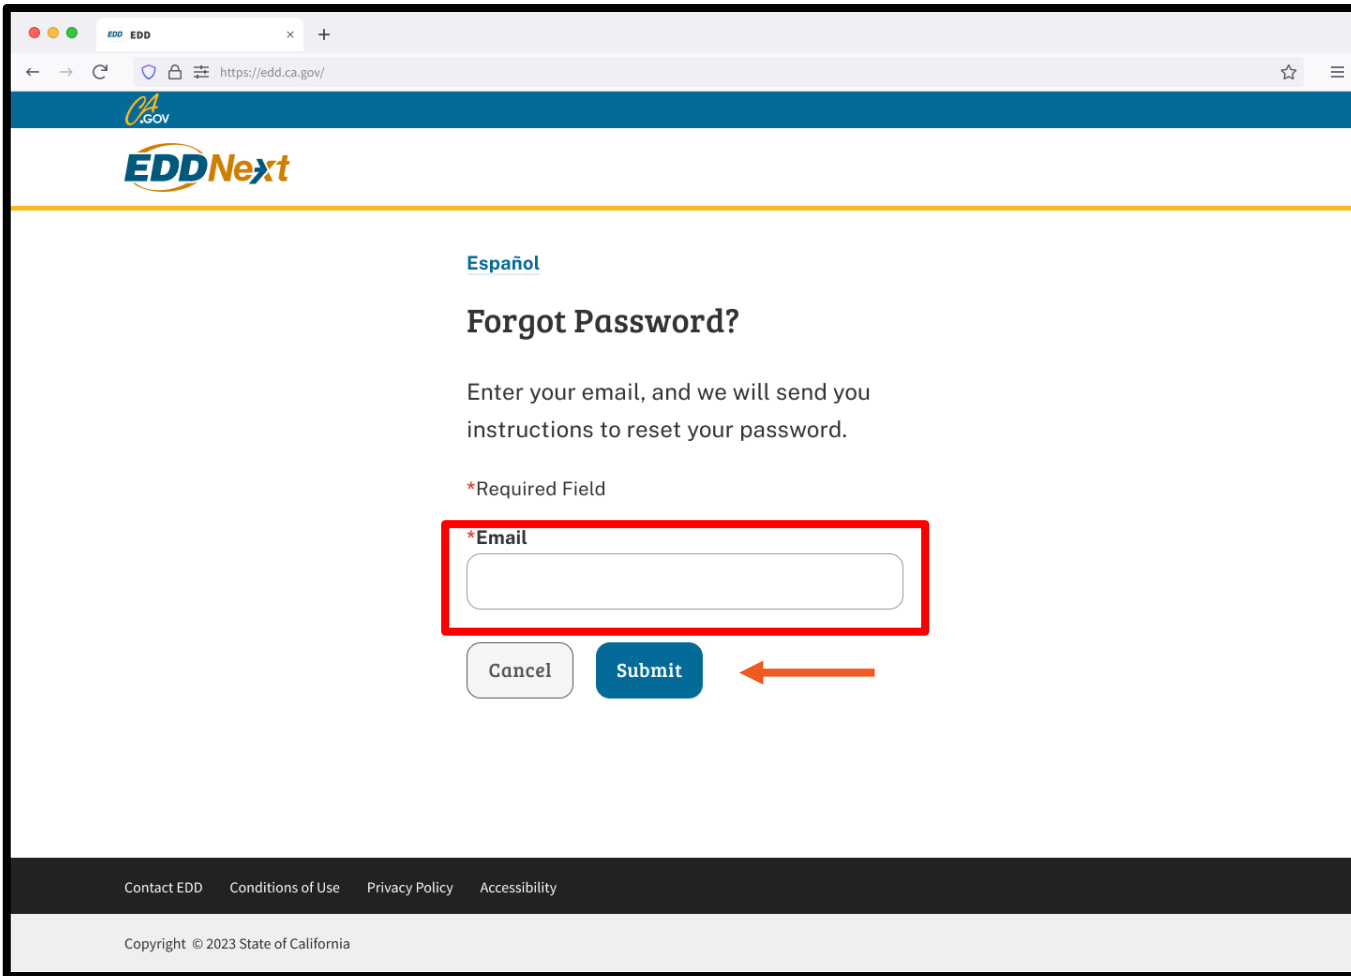 EDD EDD
https://edd.ca.gov/
CA.GOV
EDDNext
Español
Forgot Password?
Enter your email, and we will send you
instructions to reset your password.
*Required Field
*Email
Cancel Submit
Contact EDD Conditions of Use Privacy Policy Accessibility
Copyright © 2023 State of California